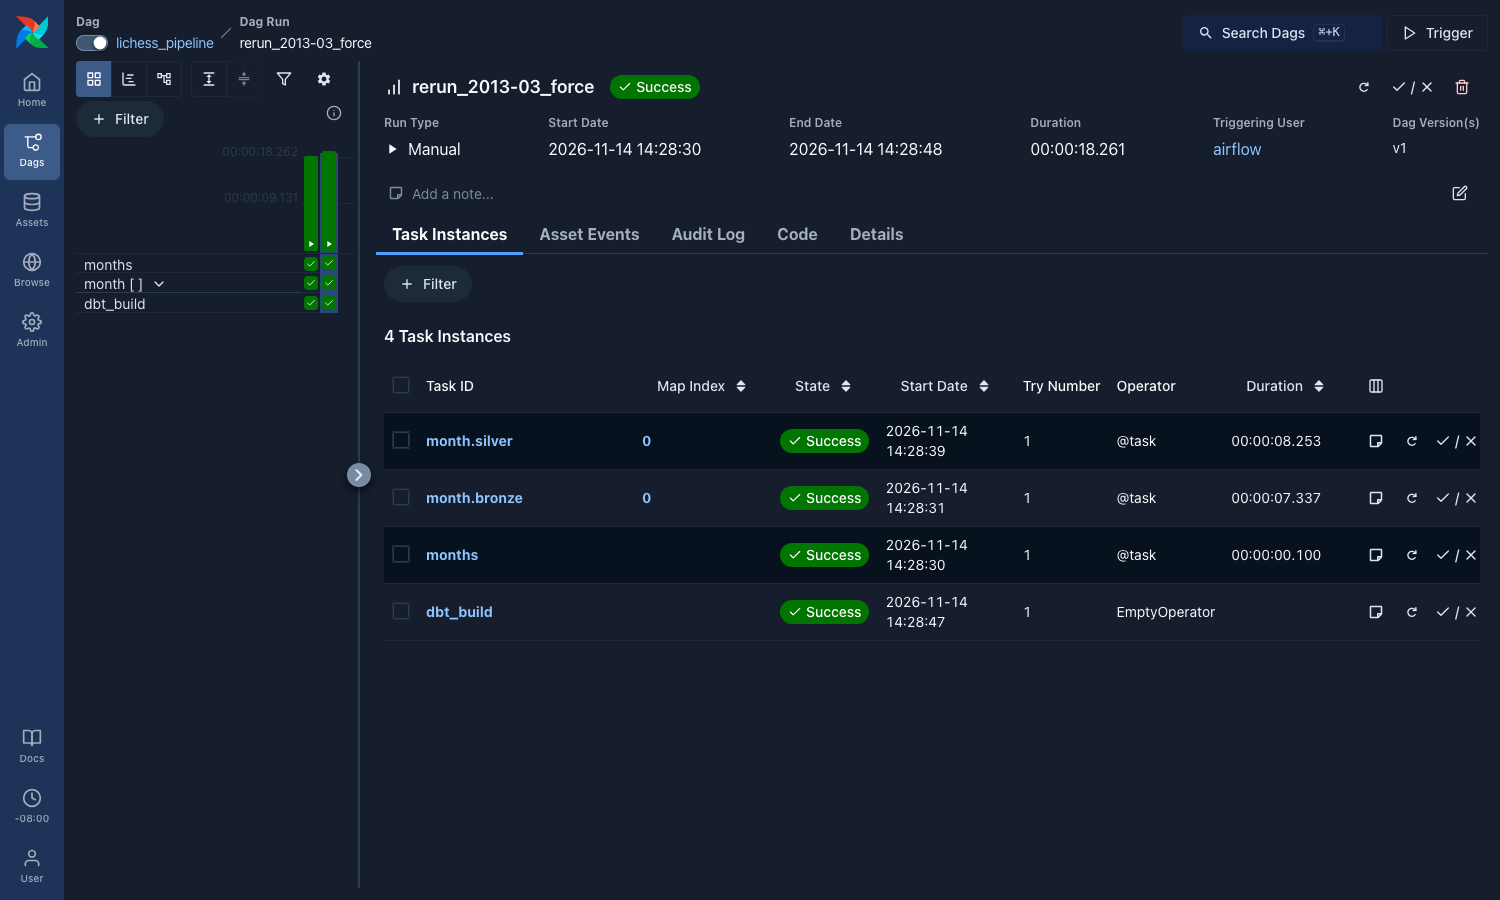 Dag
lichess_pipeline
/
Dag Run
rerun_2013-03_force
Search Dags ⌘+K
Trigger
Home
Dags
Assets
Browse
Admin
Docs
-08:00
User
+ Filter
00:00:18.262
00:00:09.131
months
month [ ]
dbt_build
rerun_2013-03_force Success
Run Type Start Date End Date Duration Triggering User Dag Version(s)
Manual 2026-11-14 14:28:30 2026-11-14 14:28:48 00:00:18.261 airflow v1
Add a note...
Task Instances Asset Events Audit Log Code Details
+ Filter
4 Task Instances
Task ID Map Index State Start Date Try Number Operator Duration
month.silver 0 Success 2026-11-14 14:28:39 1 @task 00:00:08.253
month.bronze 0 Success 2026-11-14 14:28:31 1 @task 00:00:07.337
months Success 2026-11-14 14:28:30 1 @task 00:00:00.100
dbt_build Success 2026-11-14 14:28:47 1 EmptyOperator